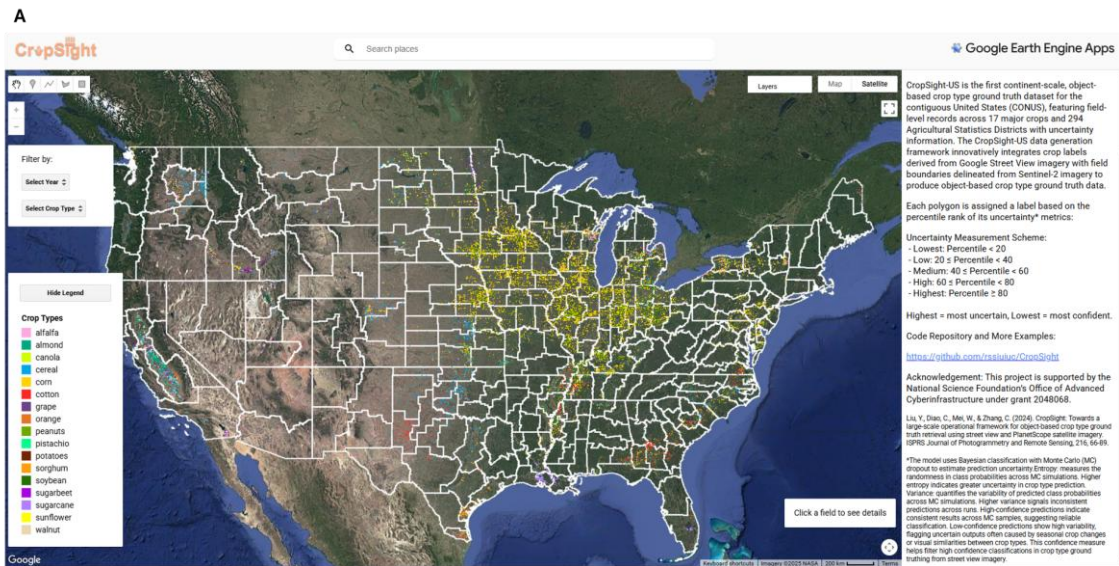 A
CropSight
Search places
Google Earth Engine Apps
Layers
Map
Satellite
+
-
Filter by:
Select Year
Select Crop Type
Hide Legend
Crop Types
alfalfa
almond
canola
cereal
corn
cotton
grape
orange
peanuts
pistachio
potatoes
sorghum
soybean
sugarbeet
sugarcane
sunflower
walnut
Google
Click a field to see details
Keyboard shortcuts
Imagery ©2025 NASA
200 km
Terms
CropSight-US is the first continent-scale, object-
based crop type ground truth dataset for the
contiguous United States (CONUS), featuring field-
level records across 17 major crops and 294
Agricultural Statistics Districts with uncertainty
information. The CropSight-US data generation
framework innovatively integrates crop labels
derived from Google Street View imagery with field
boundaries delineated from Sentinel-2 imagery to
produce object-based crop type ground truth data.
Each polygon is assigned a label based on the
percentile rank of its uncertainty* metrics:
Uncertainty Measurement Scheme:
- Lowest: Percentile < 20
- Low: 20 ≤ Percentile < 40
- Medium: 40 ≤ Percentile < 60
- High: 60 ≤ Percentile < 80
- Highest: Percentile ≥ 80
Highest = most uncertain, Lowest = most confident.
Code Repository and More Examples:
https://github.com/rssiuiuc/CropSight
Acknowledgement: This project is supported by the
National Science Foundation's Office of Advanced
Cyberinfrastructure under grant 2048068.
Liu, Y., Diao, C., Mei, W., & Zhang, C. (2024). CropSight: Towards a
large-scale operational framework for object-based crop type ground
truth retrieval using street view and PlanetScope satellite imagery.
ISPRS Journal of Photogrammetry and Remote Sensing, 216, 66-89.
*The model uses Bayesian classification with Monte Carlo (MC)
dropout to estimate prediction uncertainty Entropy: measures the
randomness in class probabilities across MC simulations. Higher
entropy indicates greater uncertainty in crop type prediction.
Variance: quantifies the variability of predicted class probabilities
across MC simulations. Higher variance signals inconsistent
predictions across runs. High-confidence predictions indicate
consistent results across MC samples, suggesting reliable
classification. Low-confidence predictions show high variability,
flagging uncertain outputs often caused by seasonal crop changes
or visual similarities between crop types. This confidence measure
helps filter high confidence classifications in crop type ground
truthing from street view imagery.